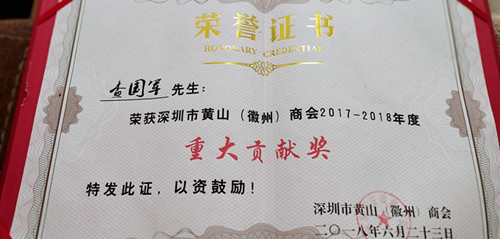 荣誉证书
HONORARY CREDENTIAL
查国军 先生：
荣获深圳市黄山（徽州）商会2017-2018年度
重大贡献奖
特发此证，以资鼓励！
深圳市黄山（徽州）商会
二〇一八年六月二十三日